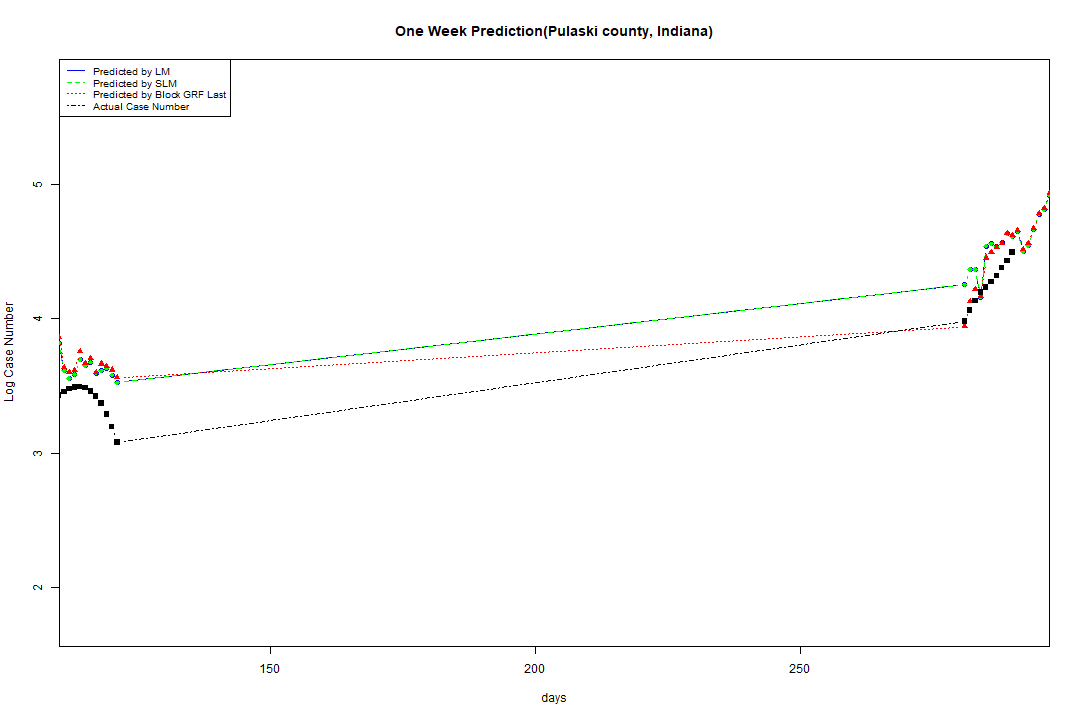 One Week Prediction(Pulaski county, Indiana)
Predicted by LM
Predicted by SLM
Predicted by Block GRF Last
Actual Case Number
5
4
3
2
Log Case Number
150
200
250
days